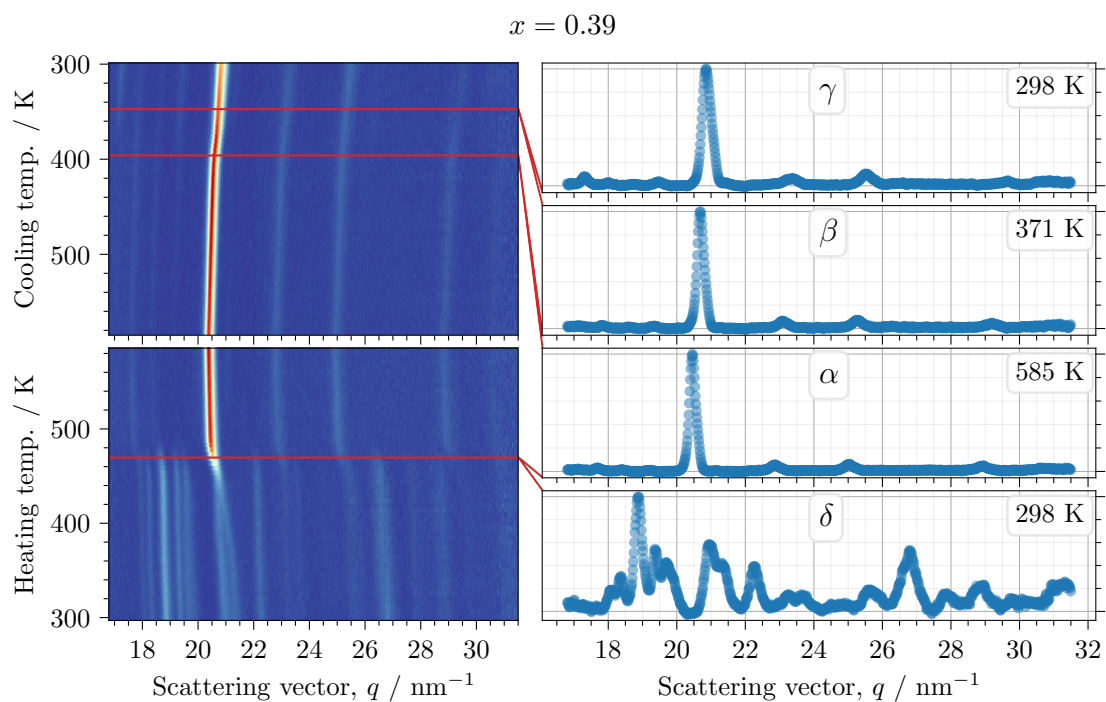 x = 0.39
Cooling temp. / K
300
400
500
Heating temp. / K
500
400
300
18 20 22 24 26 28 30
Scattering vector, q / nm⁻¹
γ 298 K
β 371 K
α 585 K
δ 298 K
18 20 22 24 26 28 30 32
Scattering vector, q / nm⁻¹